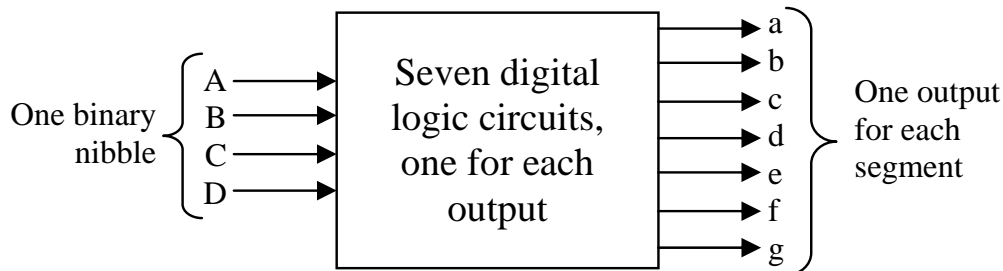 One binary
nibble
A
B
C
D
Seven digital
logic circuits,
one for each
output
a
b
c
d
e
f
g
One output
for each
segment